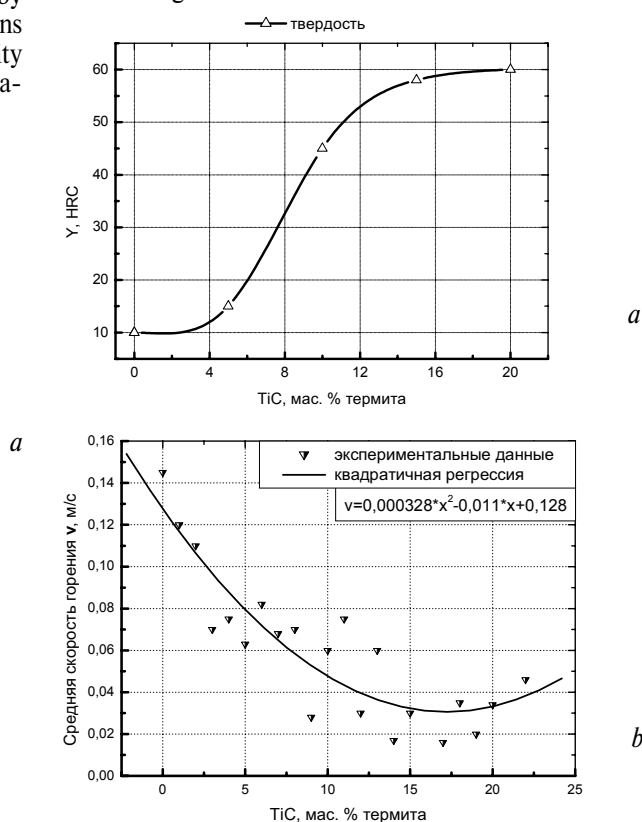 by
ns
ity
a-
твердость
60
50
40
30
20
10
Y, HRC
0 4 8 12 16 20
TiC, мас. % термита
a
a
0,16
0,14
0,12
0,10
0,08
0,06
0,04
0,02
0,00
Средняя скорость горения v, м/с
экспериментальные данные
квадратичная регрессия
v=0,000328*x²-0,011*x+0,128
0 5 10 15 20 25
TiC, мас. % термита
b